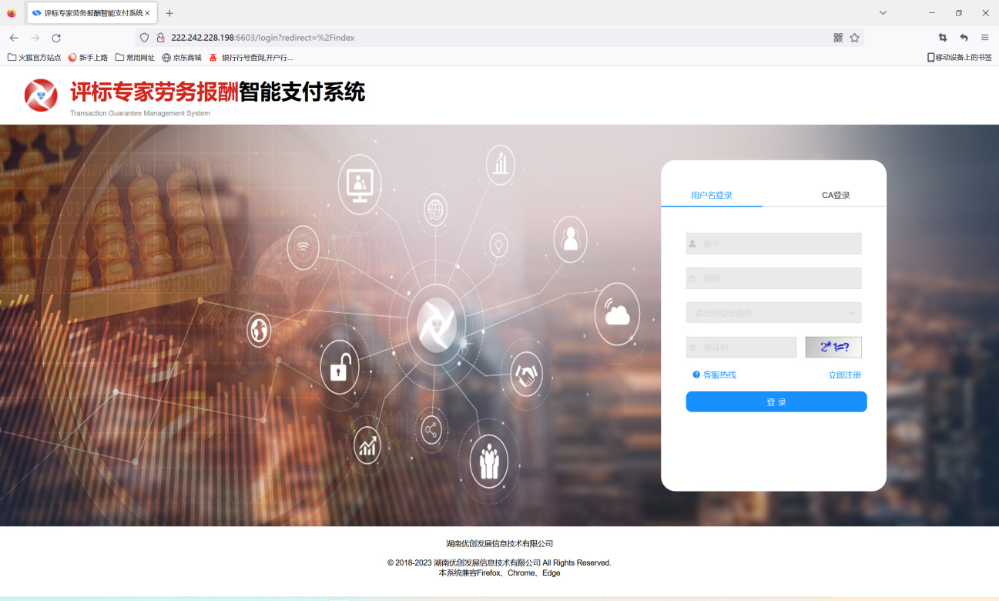 评标专家劳务报酬智能支付系统
222.242.228.198:6603/login?redirect=%2Findex
火狐官方站点 新手上路 常用网址 京东商城 银行行号查询,开户行... 移动设备上的书签
评标专家劳务报酬智能支付系统
Transaction Guarantee Management System
用户名登录 CA登录
账号
密码
请选择登录角色
验证码 2*1=?
客服热线 立即注册
登 录
湖南优创发展信息技术有限公司
© 2018-2023 湖南优创发展信息技术有限公司 All Rights Reserved.
本系统兼容Firefox、Chrome、Edge